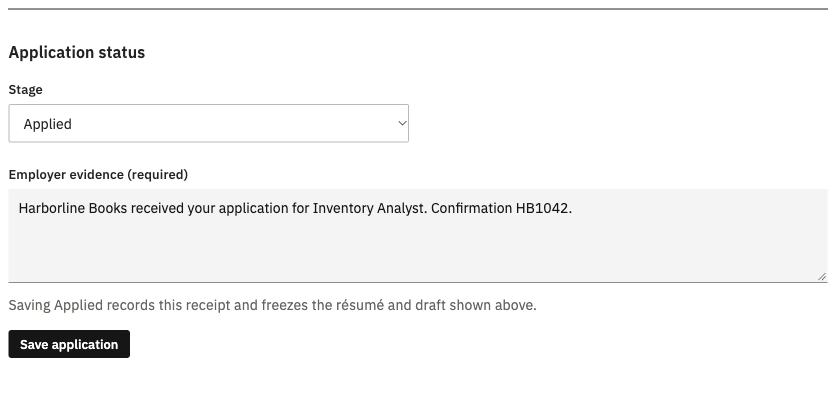 Application status
Stage
Applied
Employer evidence (required)
Harborline Books received your application for Inventory Analyst. Confirmation HB1042.
Saving Applied records this receipt and freezes the résumé and draft shown above.
Save application